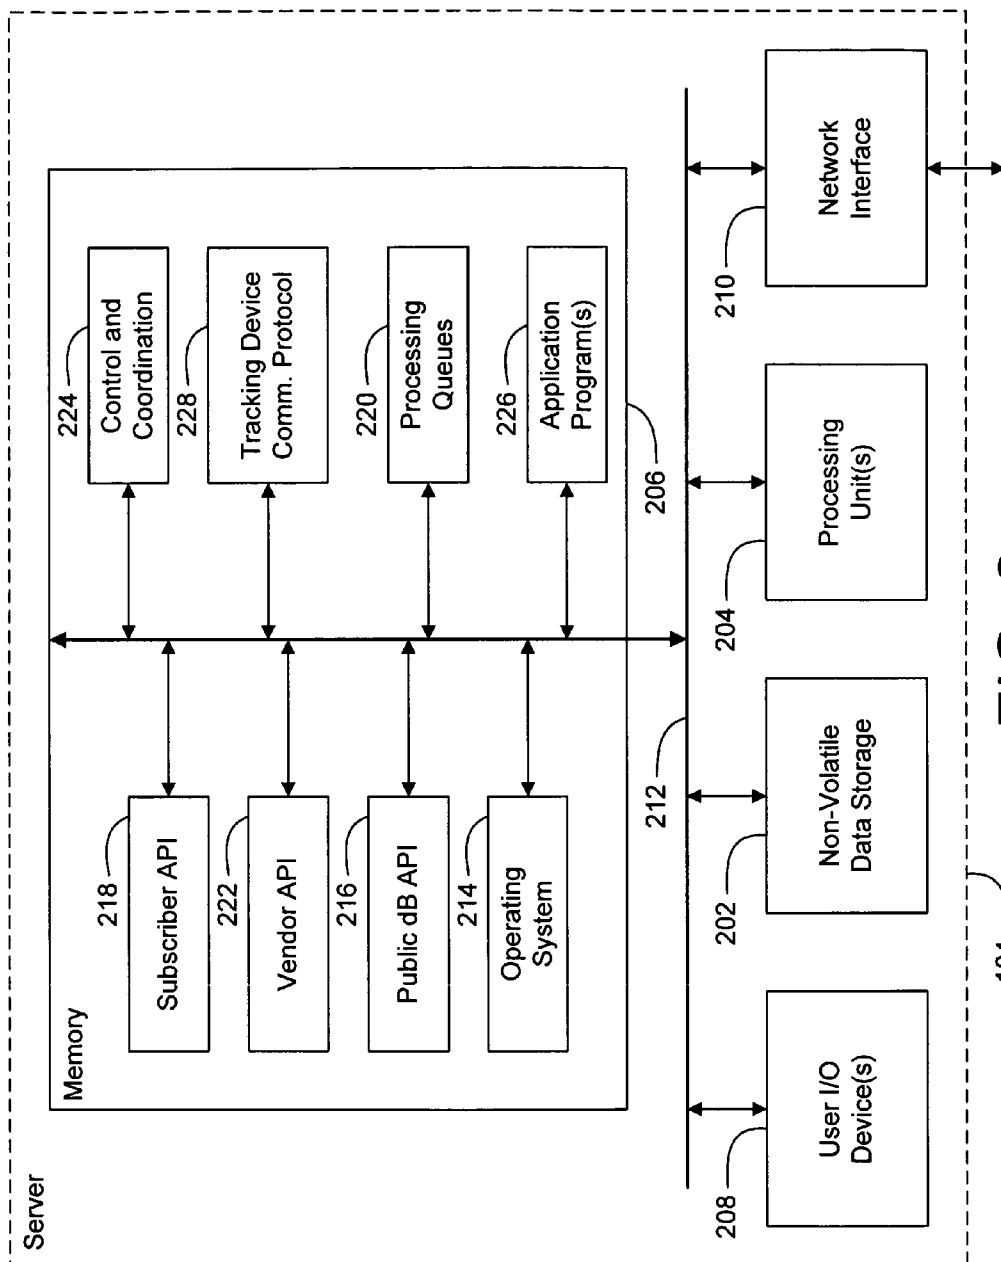 Server
Memory
218
Subscriber API
222
Vendor API
216
Public dB API
214
Operating
System
224
Control and
Coordination
228
Tracking Device
Comm. Protocol
220
Processing
Queues
226
Application
Program(s)
206
212
208
User I/O
Device(s)
202
Non-Volatile
Data Storage
204
Processing
Unit(s)
210
Network
Interface